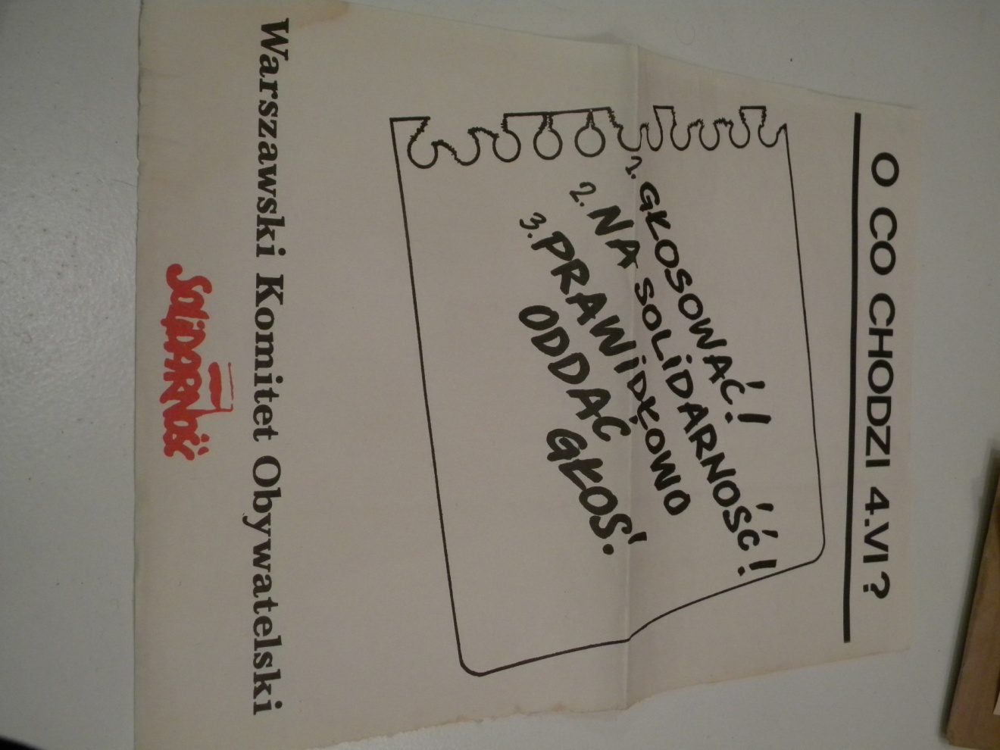 O CO CHODZI 4.VI?
1. GŁOSOWAĆ!
2. NA SOLIDARNOŚĆ!
3. PRAWIDŁOWO
ODDAĆ
GŁOS!
Warszawski Komitet Obywatelski
SOLIDARNOŚĆ